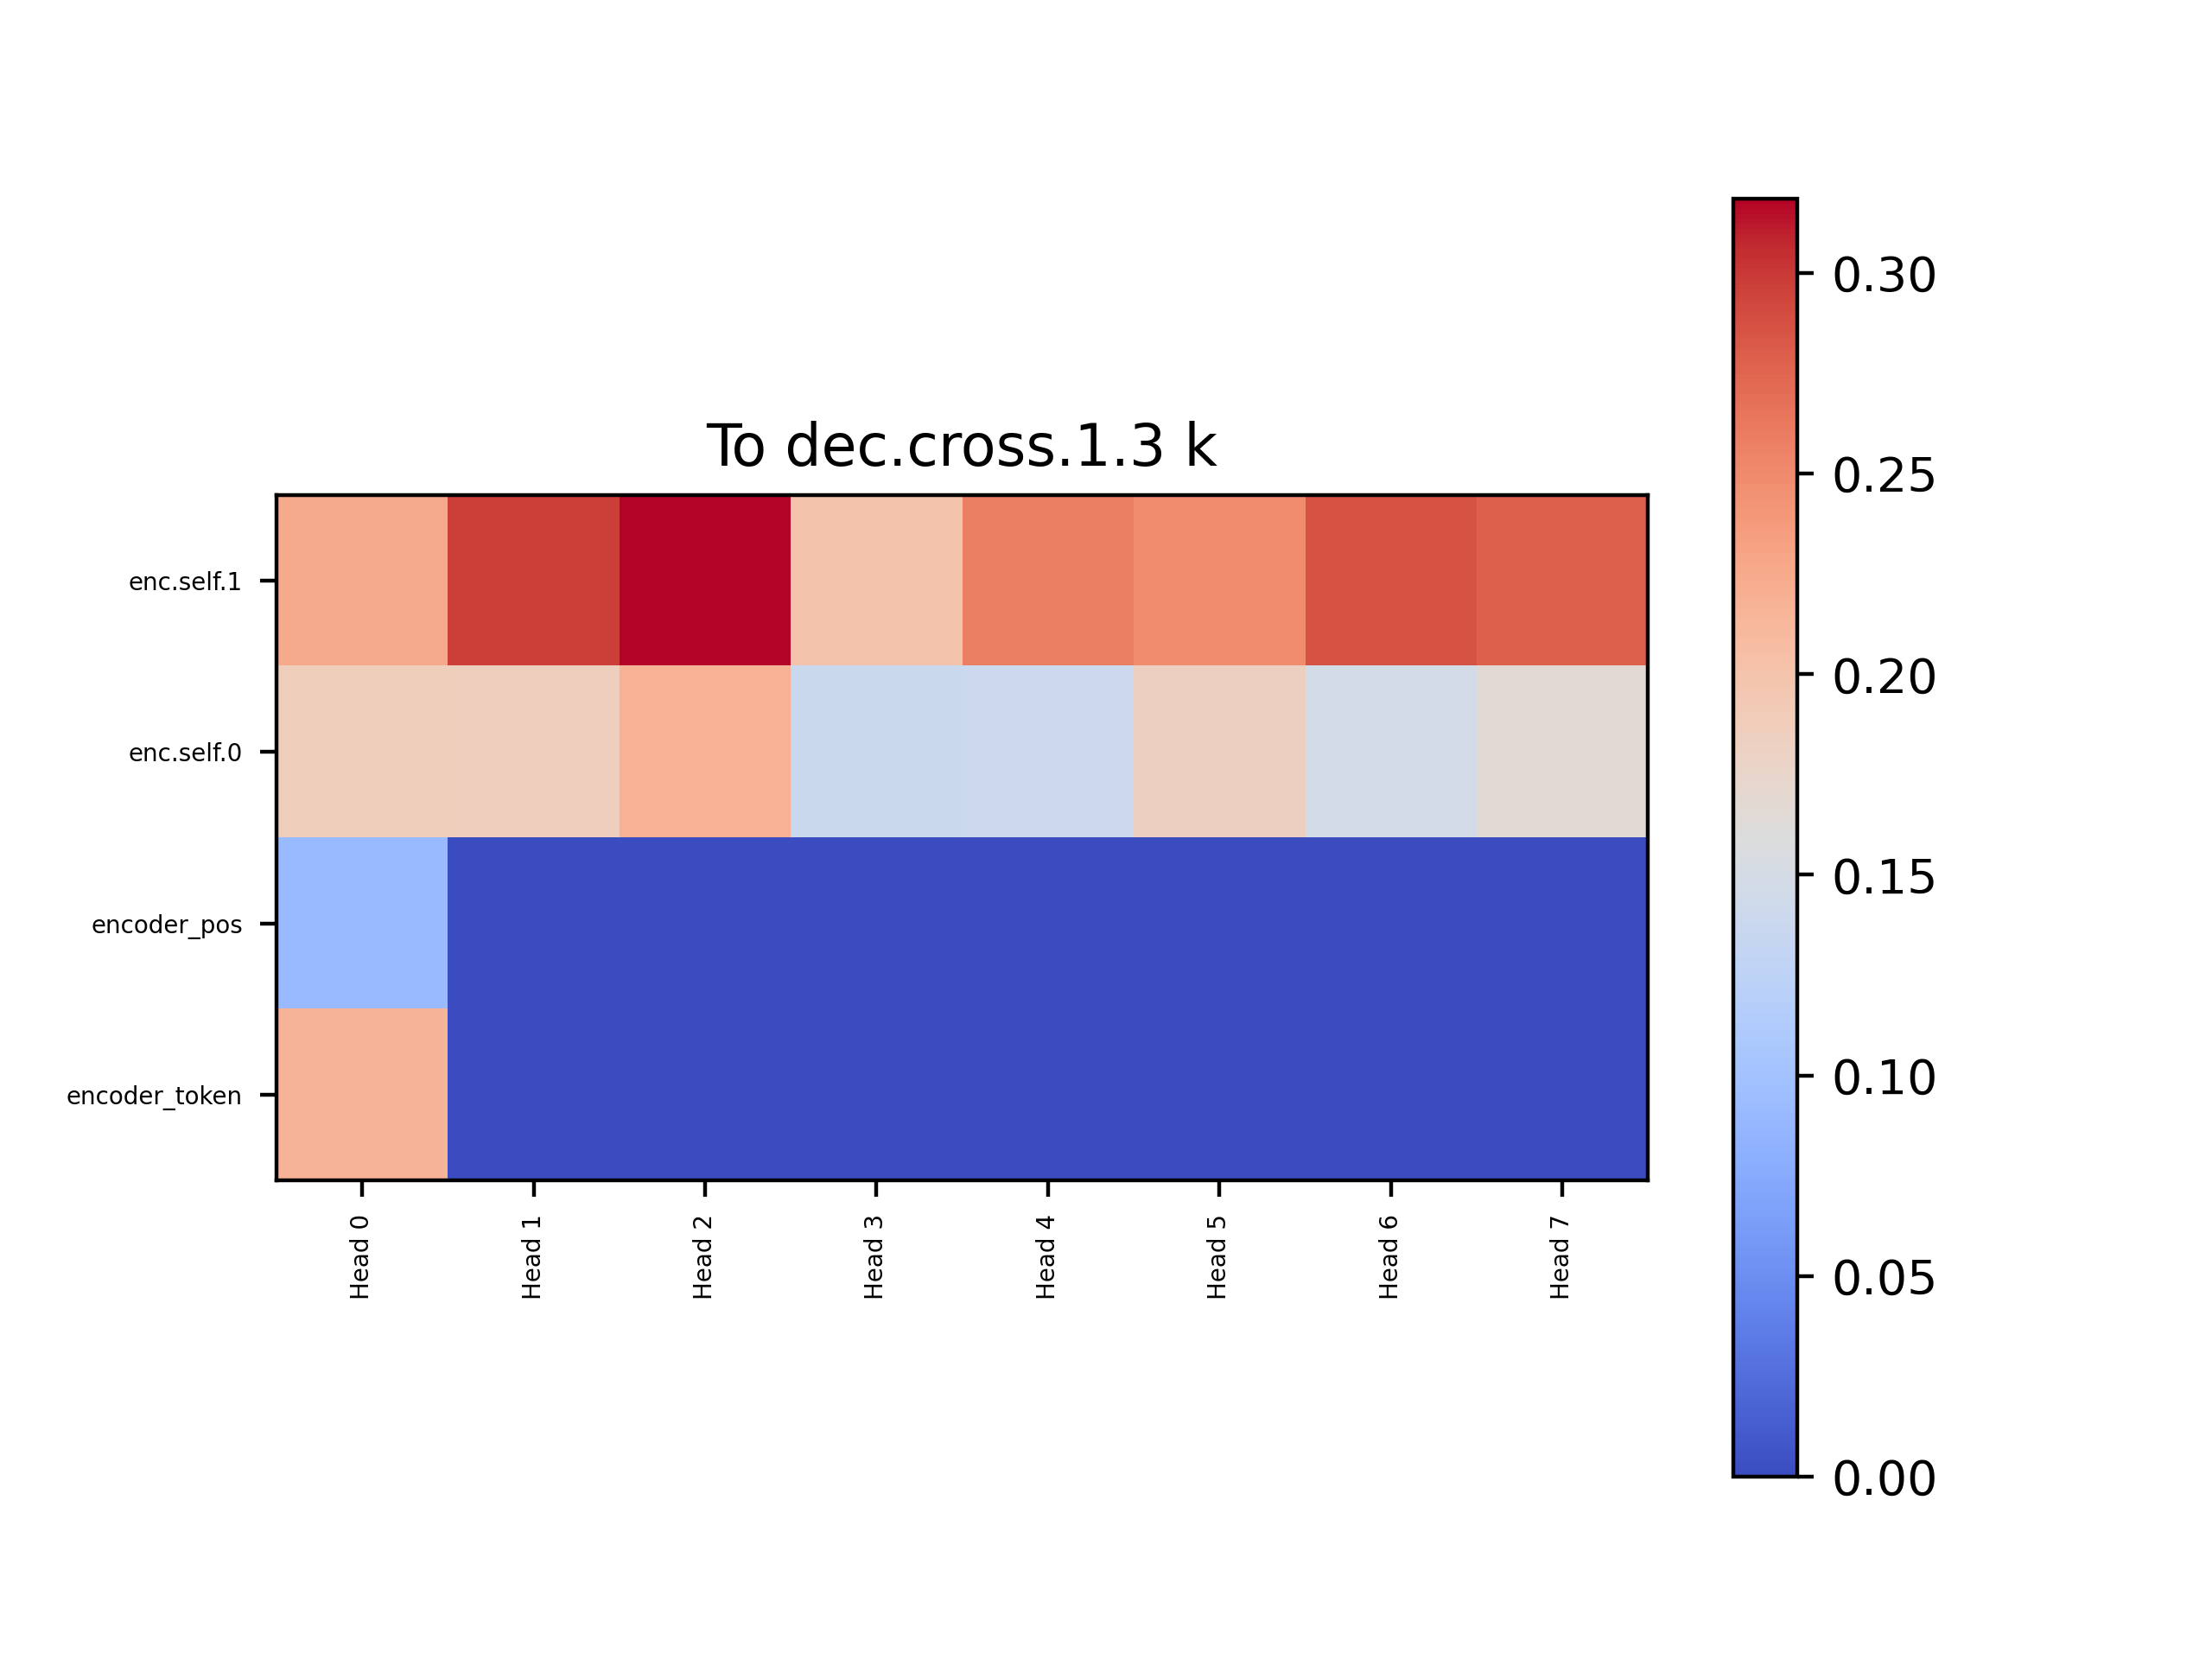 To dec.cross.1.3 k
enc.self.1
enc.self.0
encoder_pos
encoder_token
Head 0
Head 1
Head 2
Head 3
Head 4
Head 5
Head 6
Head 7
0.30
0.25
0.20
0.15
0.10
0.05
0.00